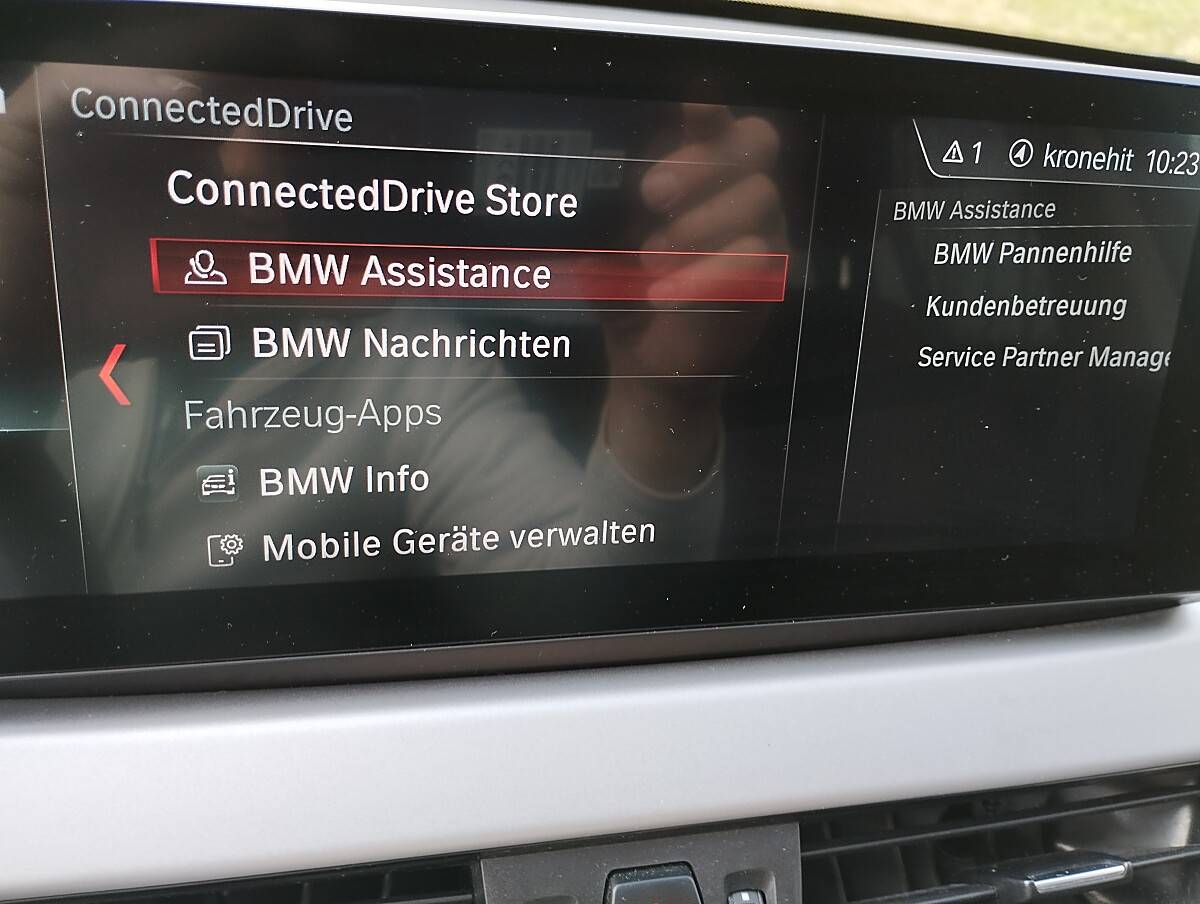 ConnectedDrive
ConnectedDrive Store
BMW Assistance
BMW Nachrichten
Fahrzeug-Apps
BMW Info
Mobile Geräte verwalten
1 kronehit 10:23
BMW Assistance
BMW Pannenhilfe
Kundenbetreuung
Service Partner Manage